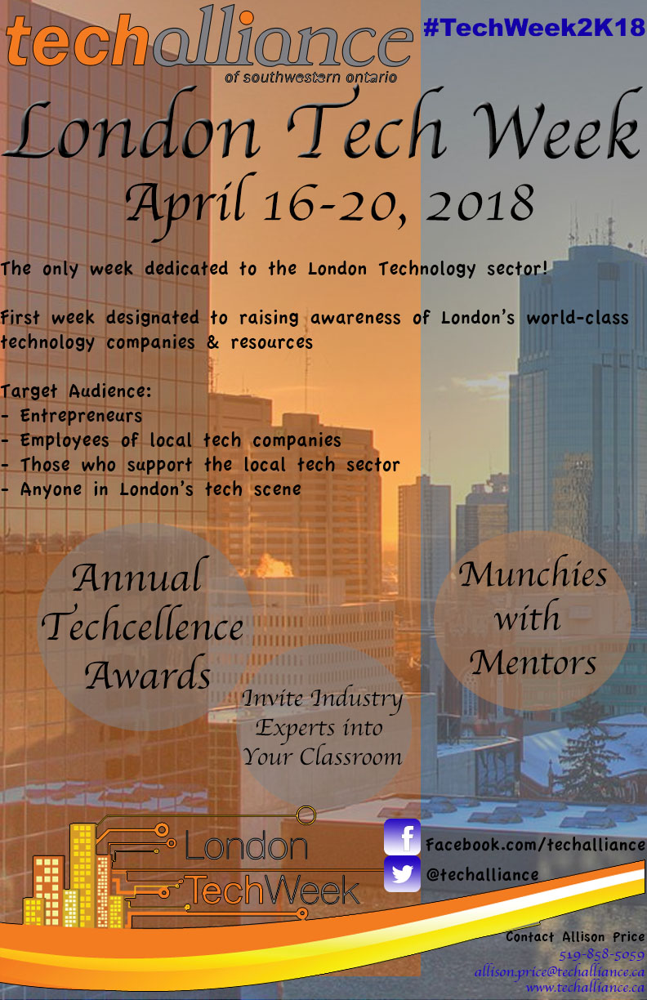 techalliance
of southwestern ontario
#TechWeek2K18
London Tech Week
April 16-20, 2018
The only week dedicated to the London Technology sector!
First week designated to raising awareness of London's world-class
technology companies & resources
Target Audience:
- Entrepreneurs
- Employees of local tech companies
- Those who support the local tech sector
- Anyone in London's tech scene
Annual
Techcellence
Awards
Invite Industry
Experts into
Your Classroom
Munchies
with
Mentors
London
TechWeek
Facebook.com/techalliance
@techalliance
Contact Allison Price
519-858-5059
allison.price@techalliance.ca
www.techalliance.ca